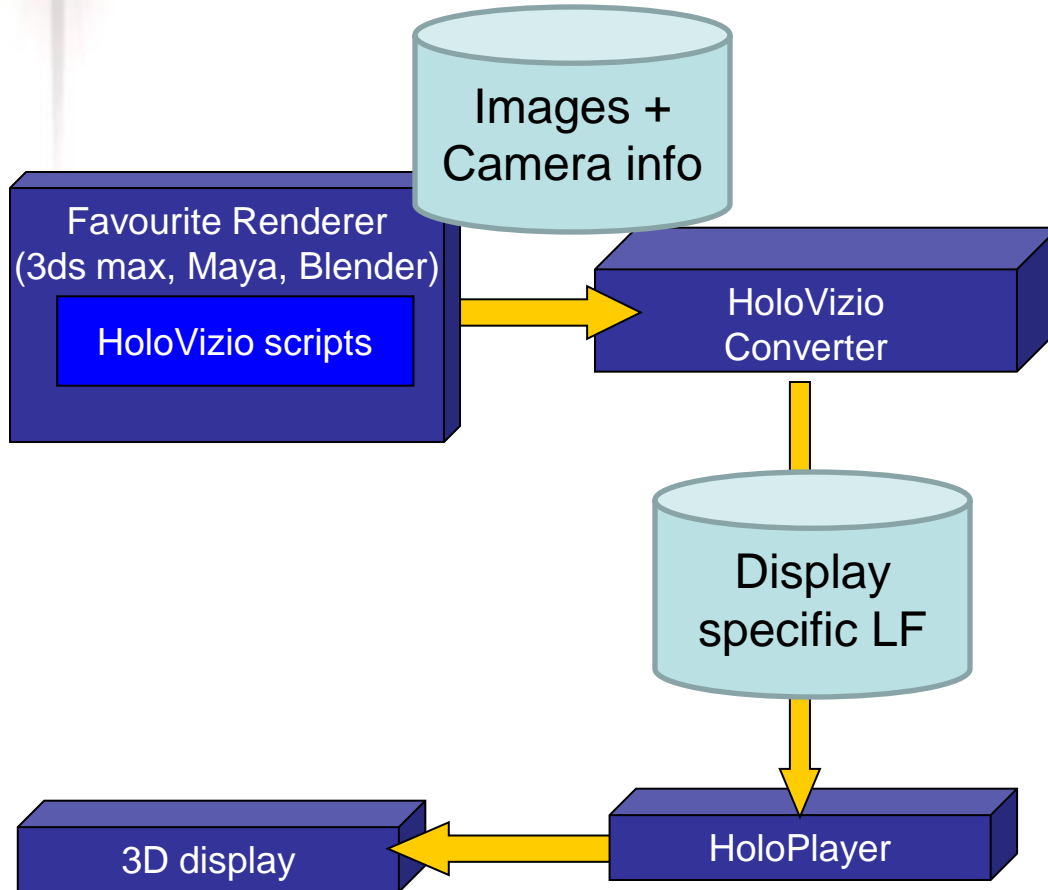 Images +
Camera info
Favourite Renderer
(3ds max, Maya, Blender)
HoloVizio scripts
HoloVizio
Converter
Display
specific LF
HoloPlayer
3D display